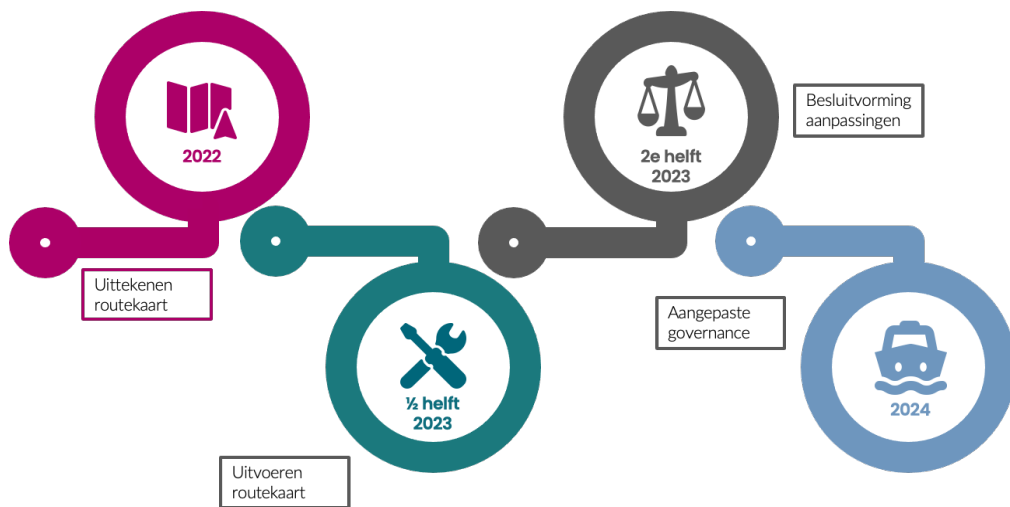 2022
Uittekenen
routekaart
½ helft
2023
Uitvoeren
routekaart
2e helft
2023
Besluitvorming
aanpassingen
Aangepaste
governance
2024